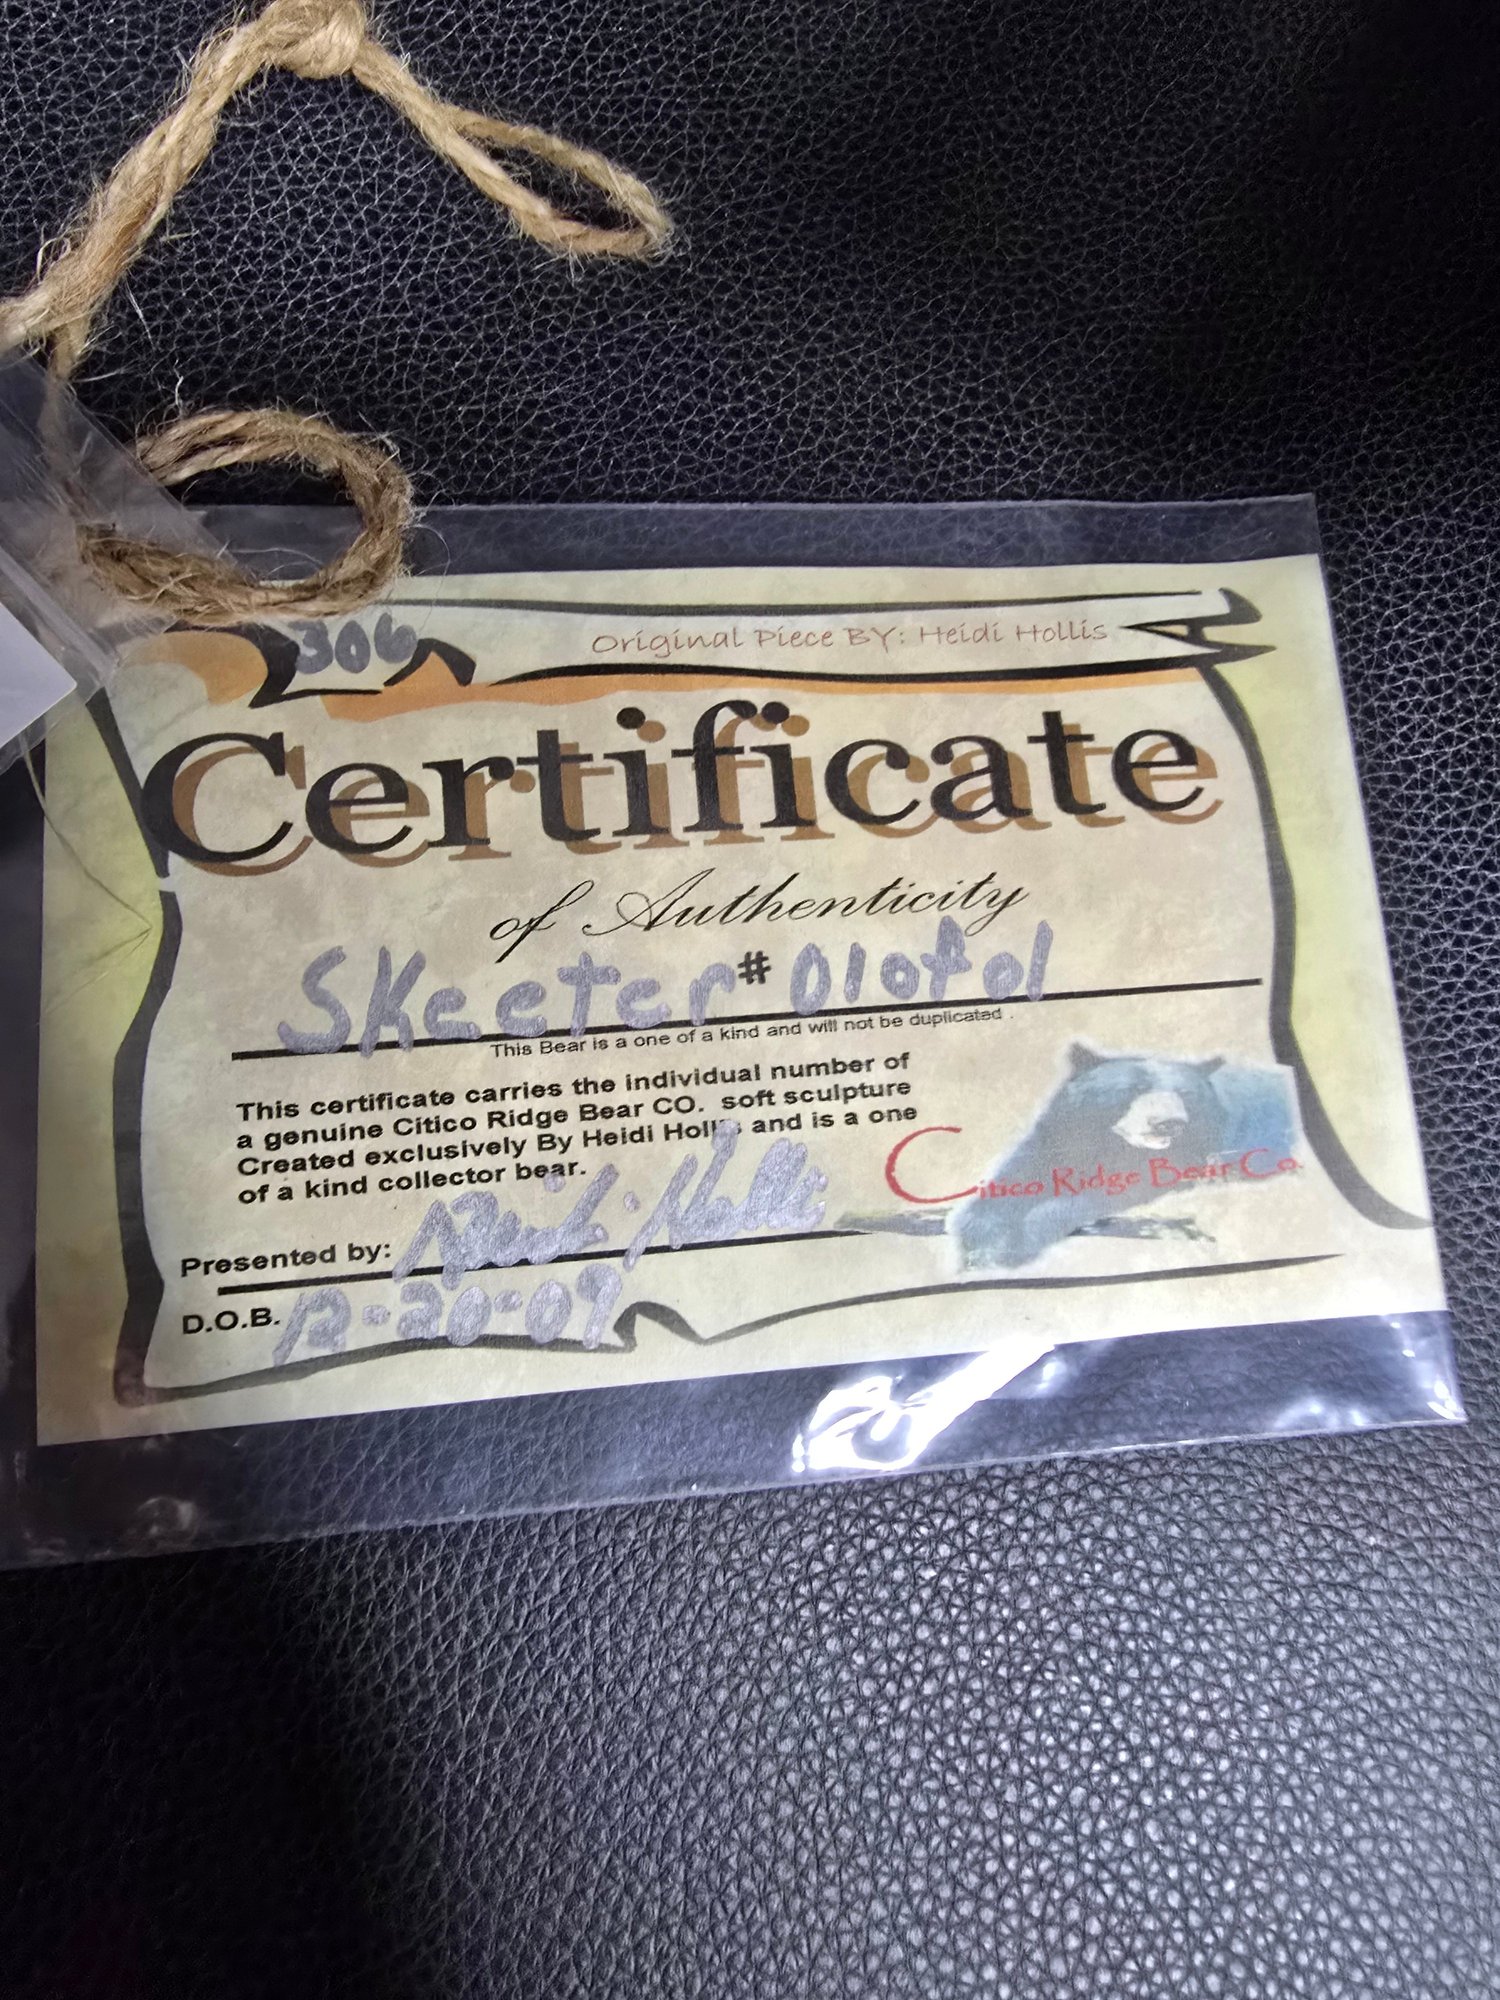 306
Original Piece BY: Heidi Hollis
Certificate
of Authenticity
Skeeter # 01 of 01
This Bear is a one of a kind and will not be duplicated .
This certificate carries the individual number of
a genuine Citico Ridge Bear CO. soft sculpture
Created exclusively By Heidi Hollis and is a one
of a kind collector bear.
Citico Ridge Bear Co.
Presented by: Heidi Hollis
D.O.B. 12-20-09